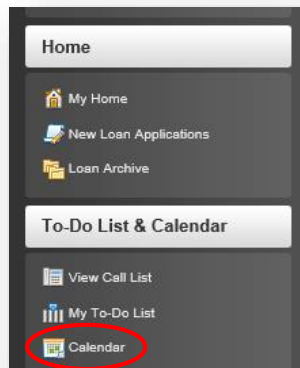 Home
My Home
New Loan Applications
Loan Archive
To-Do List & Calendar
View Call List
My To-Do List
Calendar